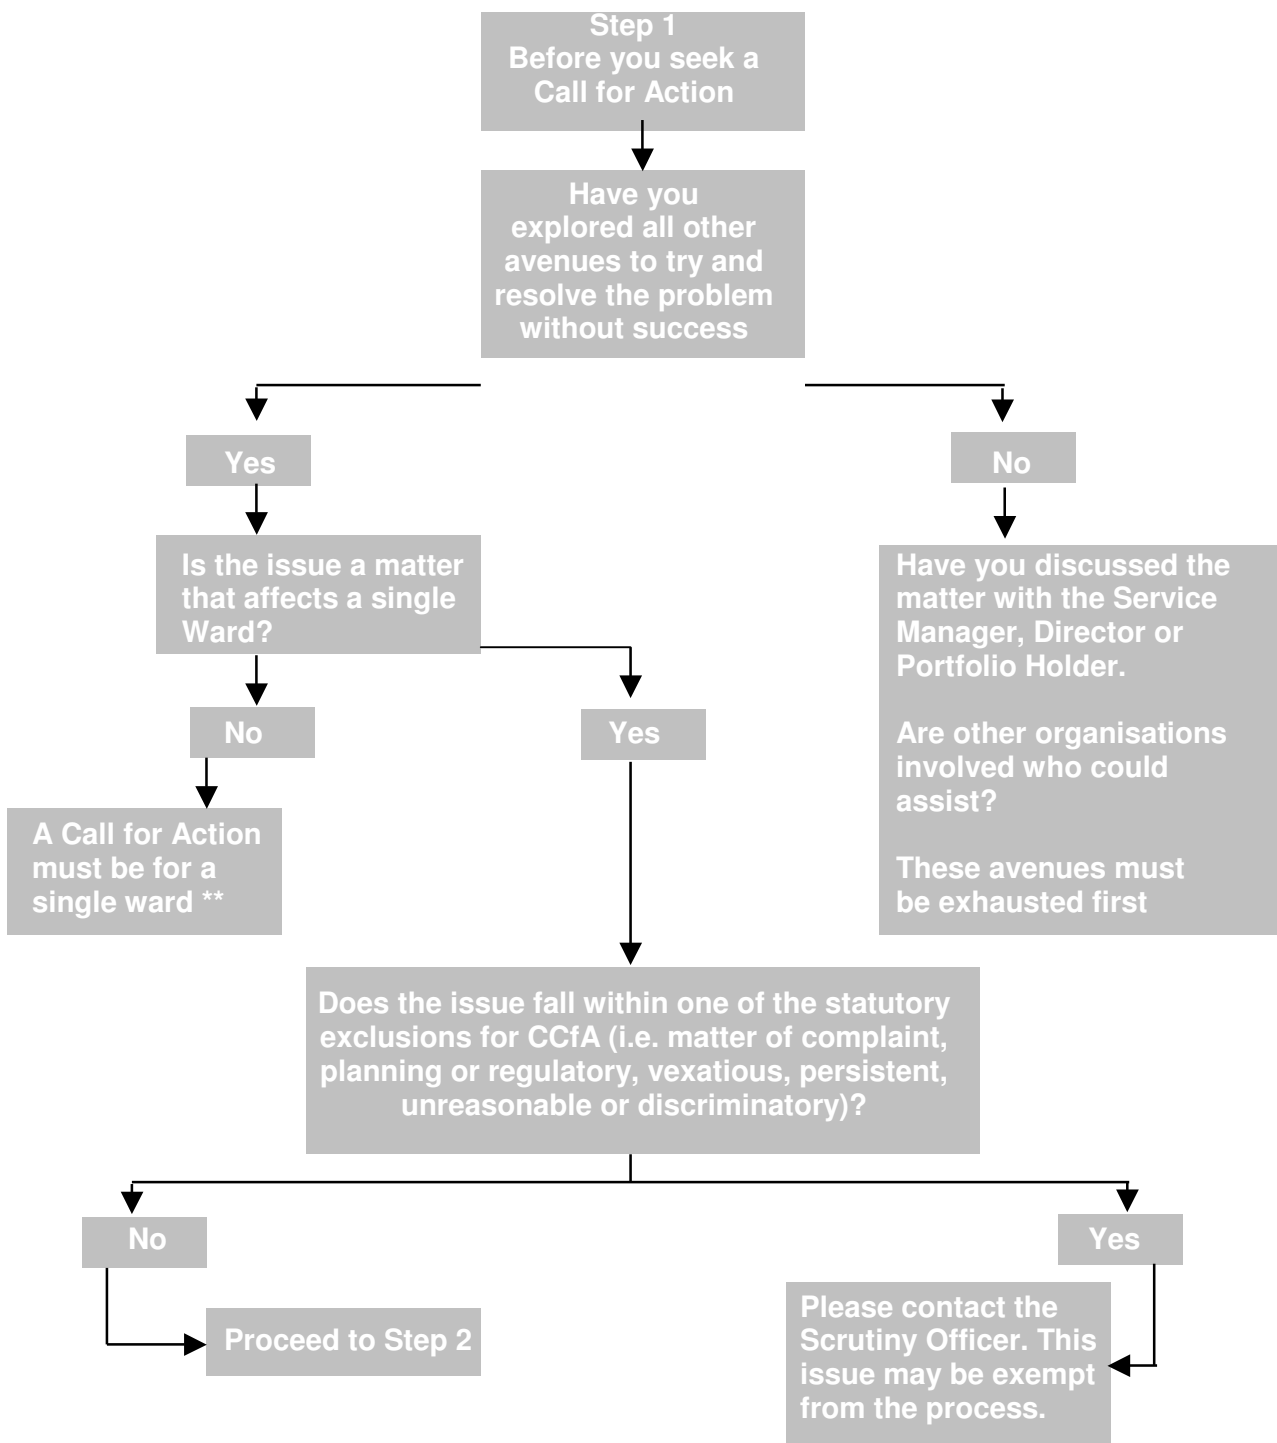 Step 1
Before you seek a
Call for Action
Have you
explored all other
avenues to try and
resolve the problem
without success
Yes
No
Is the issue a matter
that affects a single
Ward?
Have you discussed the
matter with the Service
Manager, Director or
Portfolio Holder.
Are other organisations
involved who could
assist?
These avenues must
be exhausted first
No
Yes
A Call for Action
must be for a
single ward **
Does the issue fall within one of the statutory
exclusions for CCfA (i.e. matter of complaint,
planning or regulatory, vexatious, persistent,
unreasonable or discriminatory)?
No
Yes
Proceed to Step 2
Please contact the
Scrutiny Officer. This
issue may be exempt
from the process.